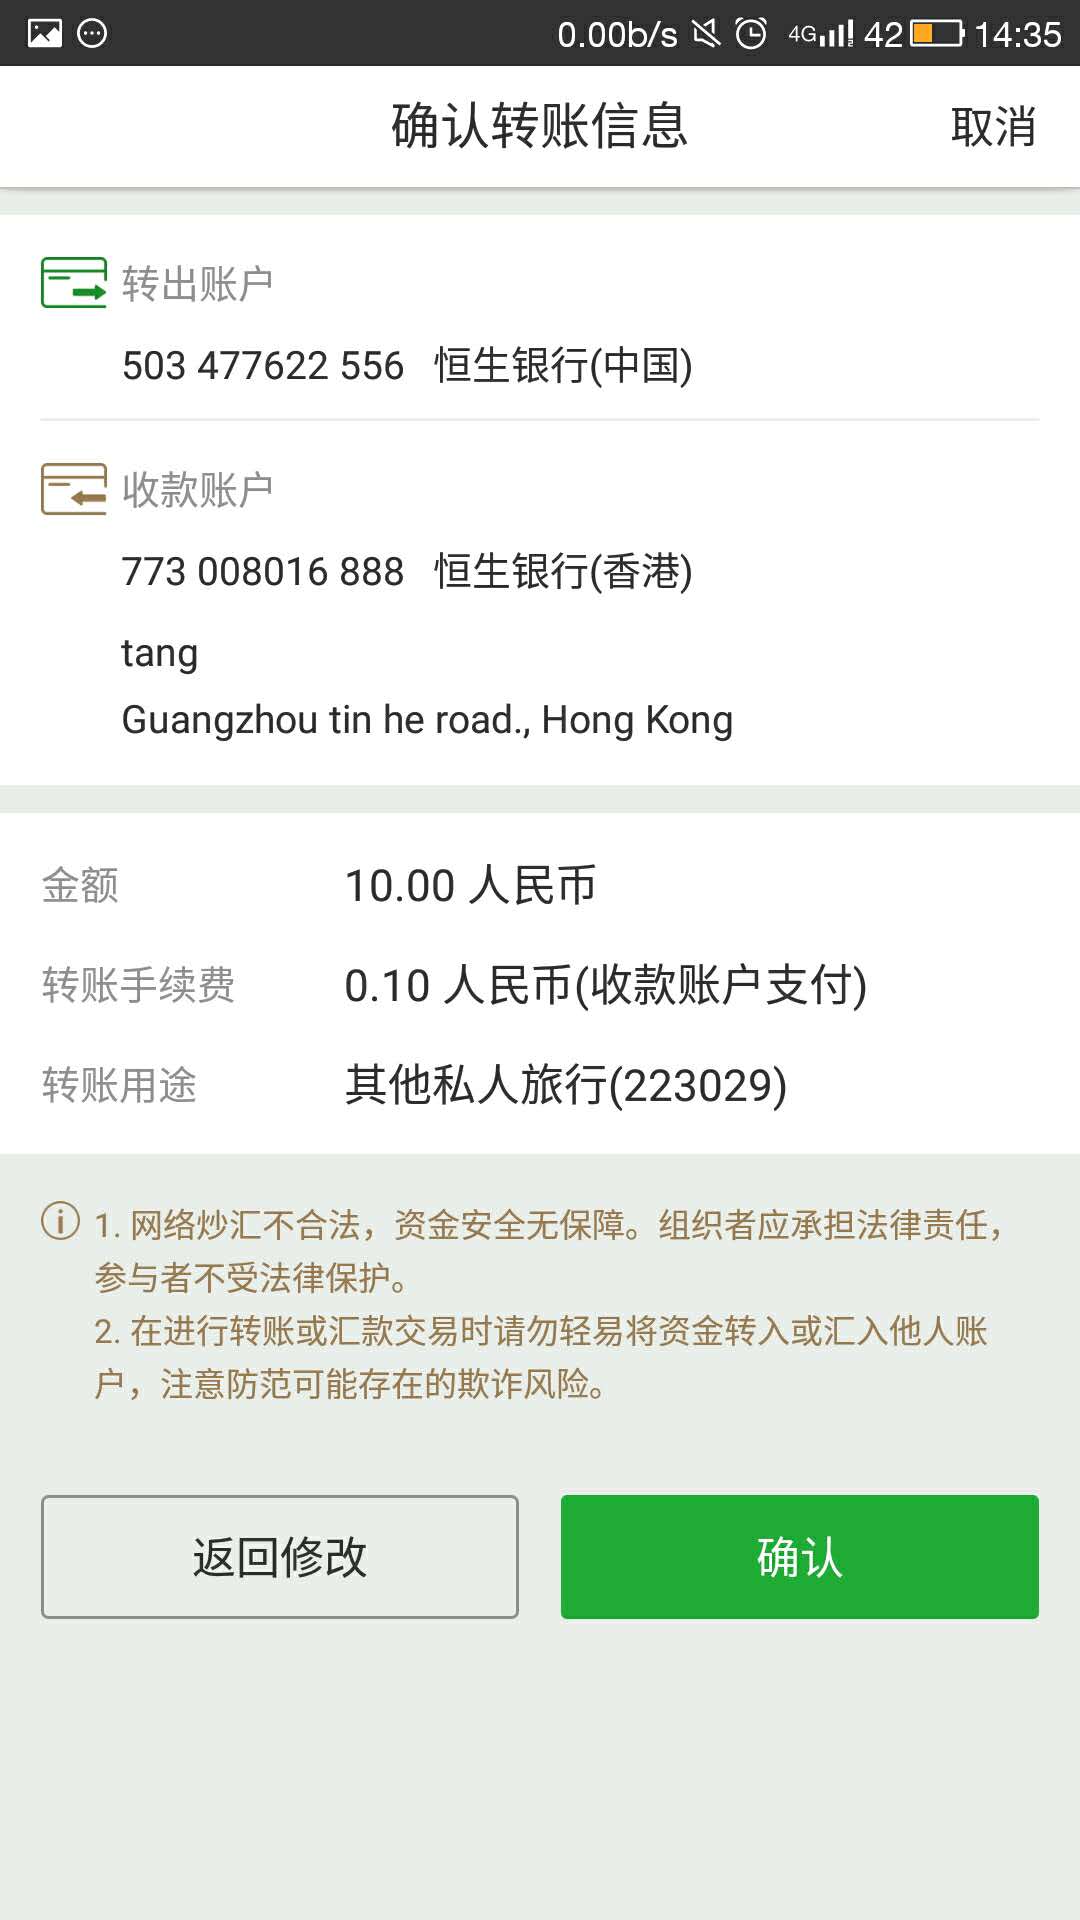 0.00b/s 4G 42 14:35
确认转账信息 取消
转出账户
503 477622 556 恒生银行(中国)
收款账户
773 008016 888 恒生银行(香港)
tang
Guangzhou tin he road., Hong Kong
金额 10.00 人民币
转账手续费 0.10 人民币(收款账户支付)
转账用途 其他私人旅行(223029)
1. 网络炒汇不合法，资金安全无保障。组织者应承担法律责任，
参与者不受法律保护。
2. 在进行转账或汇款交易时请勿轻易将资金转入或汇入他人账
户，注意防范可能存在的欺诈风险。
返回修改 确认